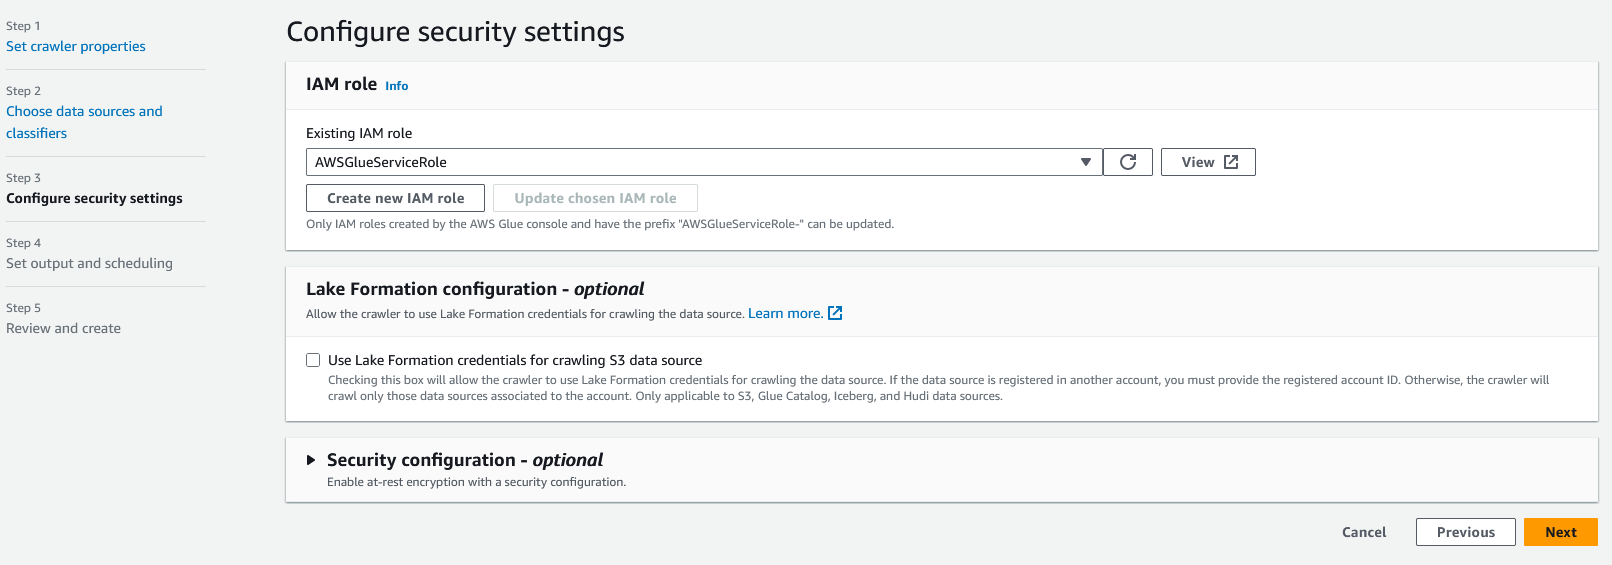 Step 1
Set crawler properties
Step 2
Choose data sources and
classifiers
Step 3
Configure security settings
Step 4
Set output and scheduling
Step 5
Review and create
Configure security settings
IAM role Info
Existing IAM role
AWSGlueServiceRole
View
Create new IAM role Update chosen IAM role
Only IAM roles created by the AWS Glue console and have the prefix "AWSGlueServiceRole-" can be updated.
Lake Formation configuration - optional
Allow the crawler to use Lake Formation credentials for crawling the data source. Learn more.
Use Lake Formation credentials for crawling S3 data source
Checking this box will allow the crawler to use Lake Formation credentials for crawling the data source. If the data source is registered in another account, you must provide the registered account ID. Otherwise, the crawler will
crawl only those data sources associated to the account. Only applicable to S3, Glue Catalog, Iceberg, and Hudi data sources.
Security configuration - optional
Enable at-rest encryption with a security configuration.
Cancel Previous Next